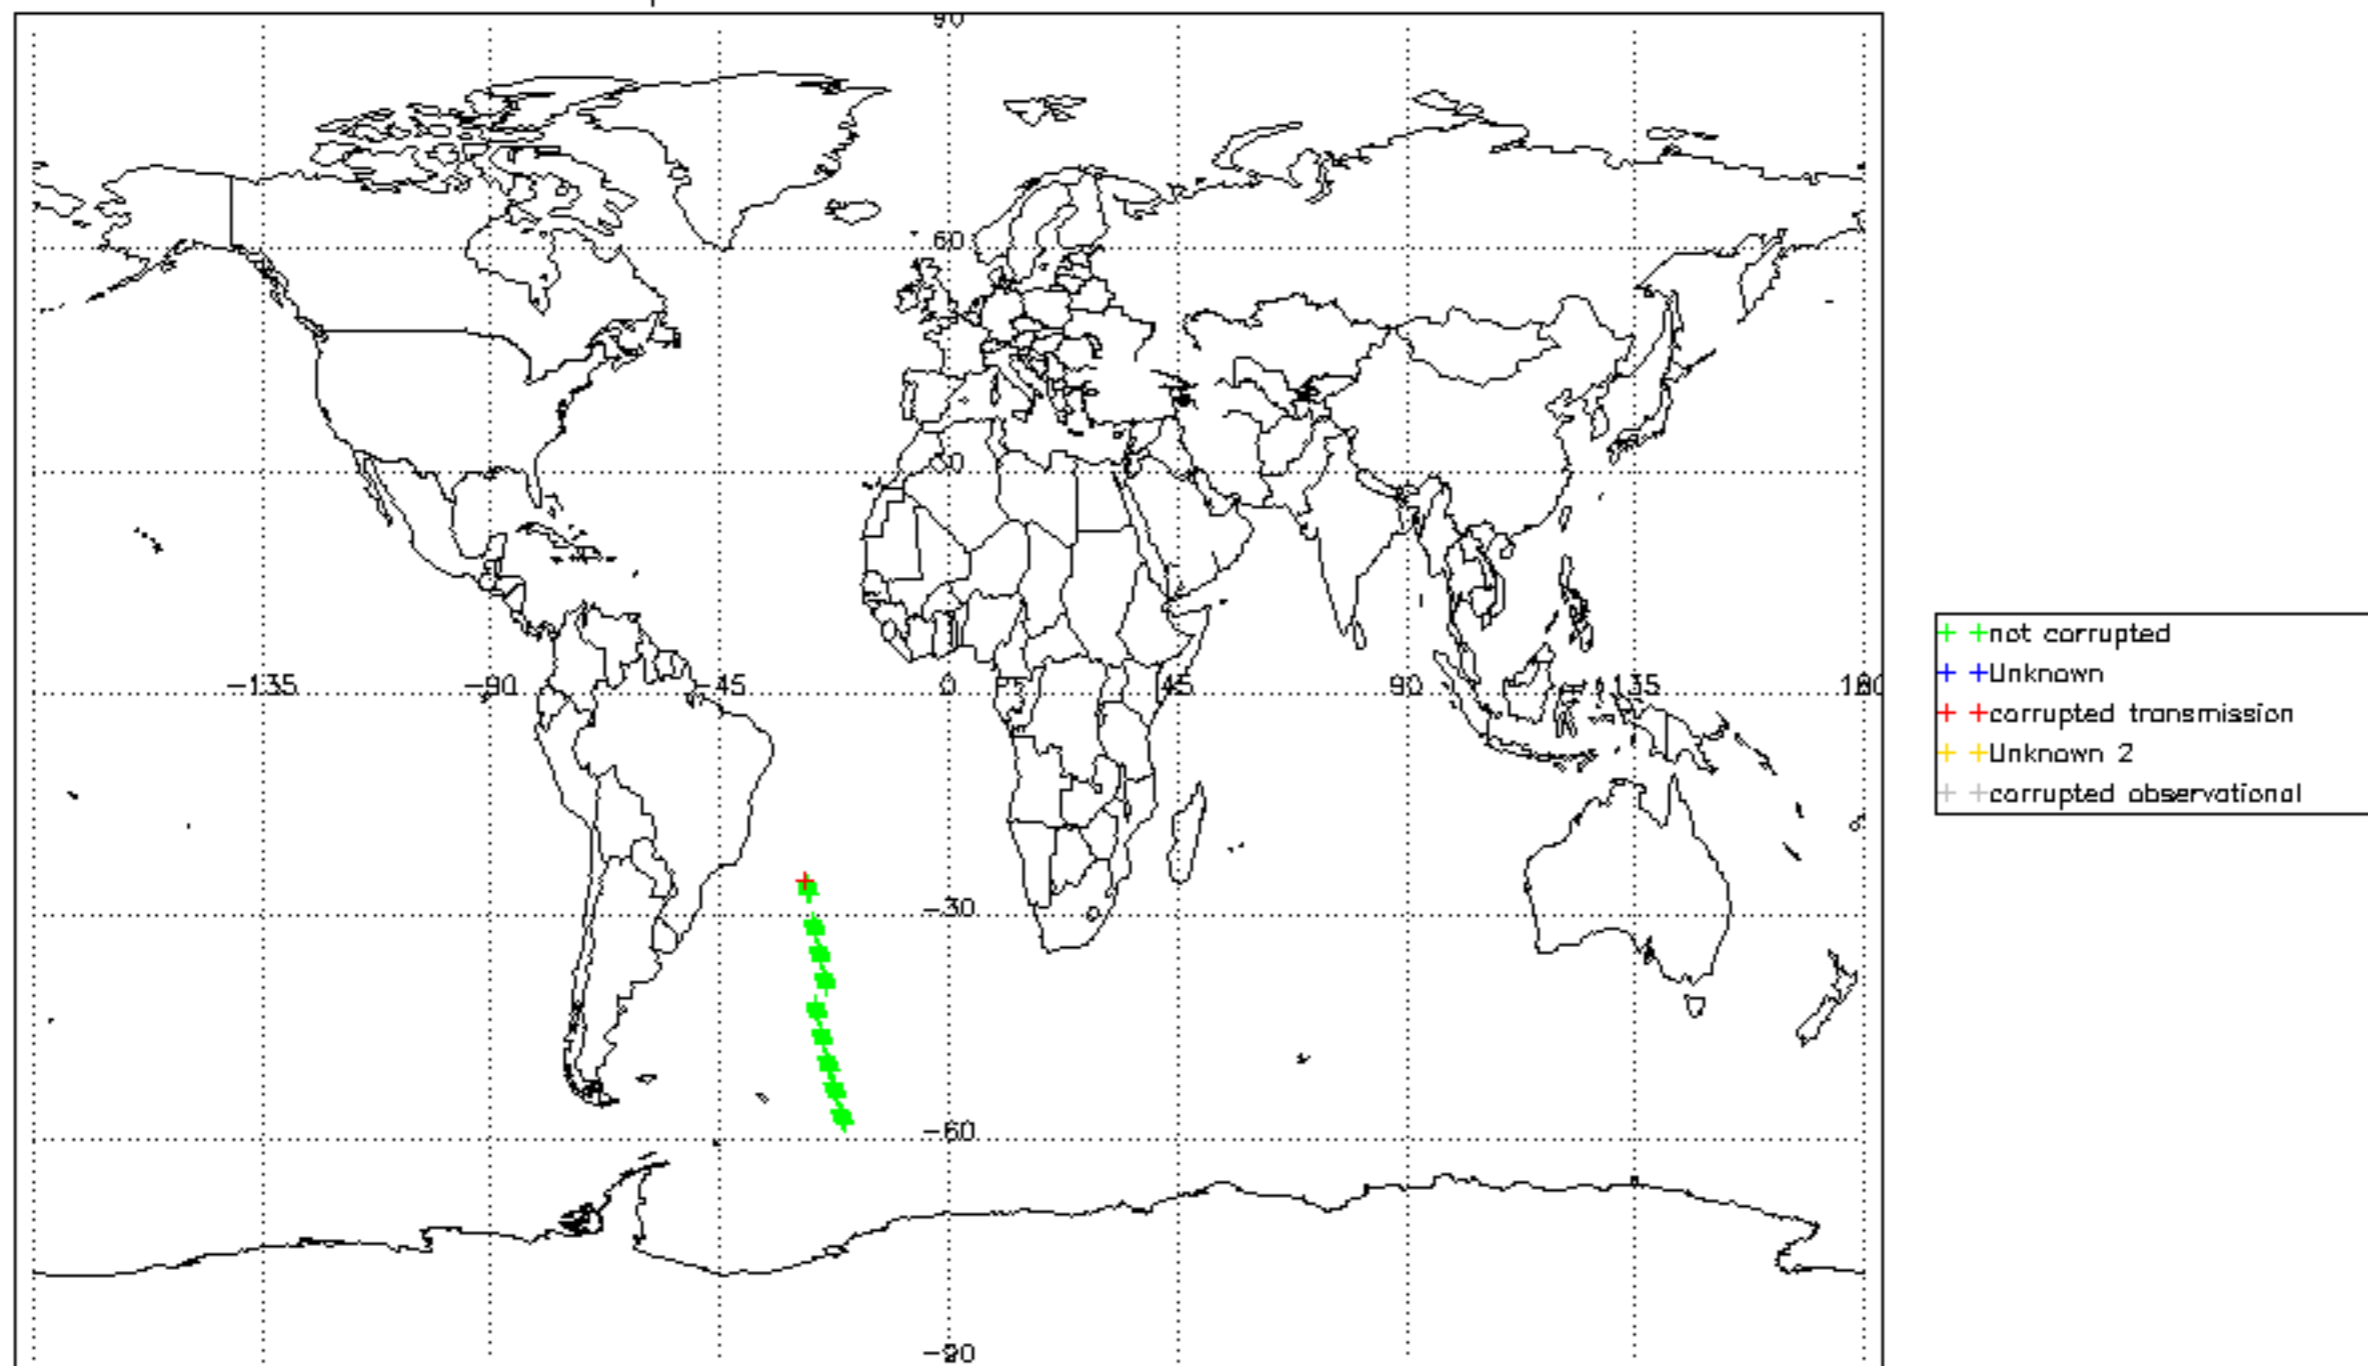 90
60
30
-135 -90 -45 0 45 90 135 180
-30
-60
-90
not corrupted
Unknown
corrupted transmission
Unknown 2
corrupted observational